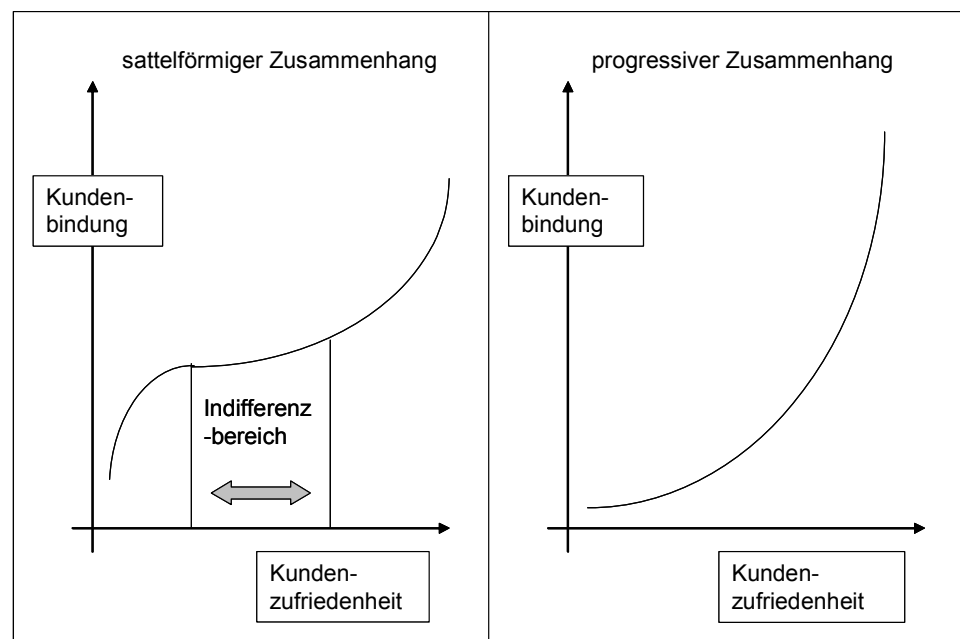 sattelförmiger Zusammenhang
Kunden-
bindung
Indifferenz
-bereich
Kunden-
zufriedenheit
progressiver Zusammenhang
Kunden-
bindung
Kunden-
zufriedenheit